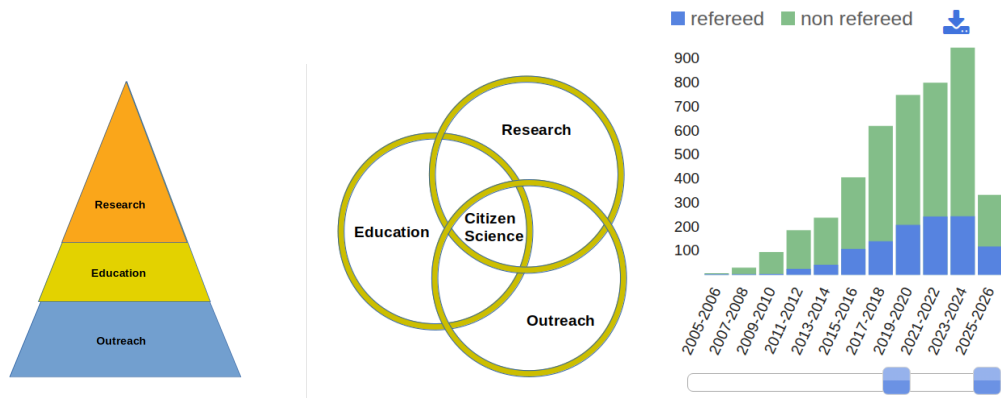 Research
Education
Outreach
Research
Education
Citizen
Science
Outreach
refereed non refereed
900
800
700
600
500
400
300
200
100
2005-2006
2007-2008
2009-2010
2011-2012
2013-2014
2015-2016
2017-2018
2019-2020
2021-2022
2023-2024
2025-2026